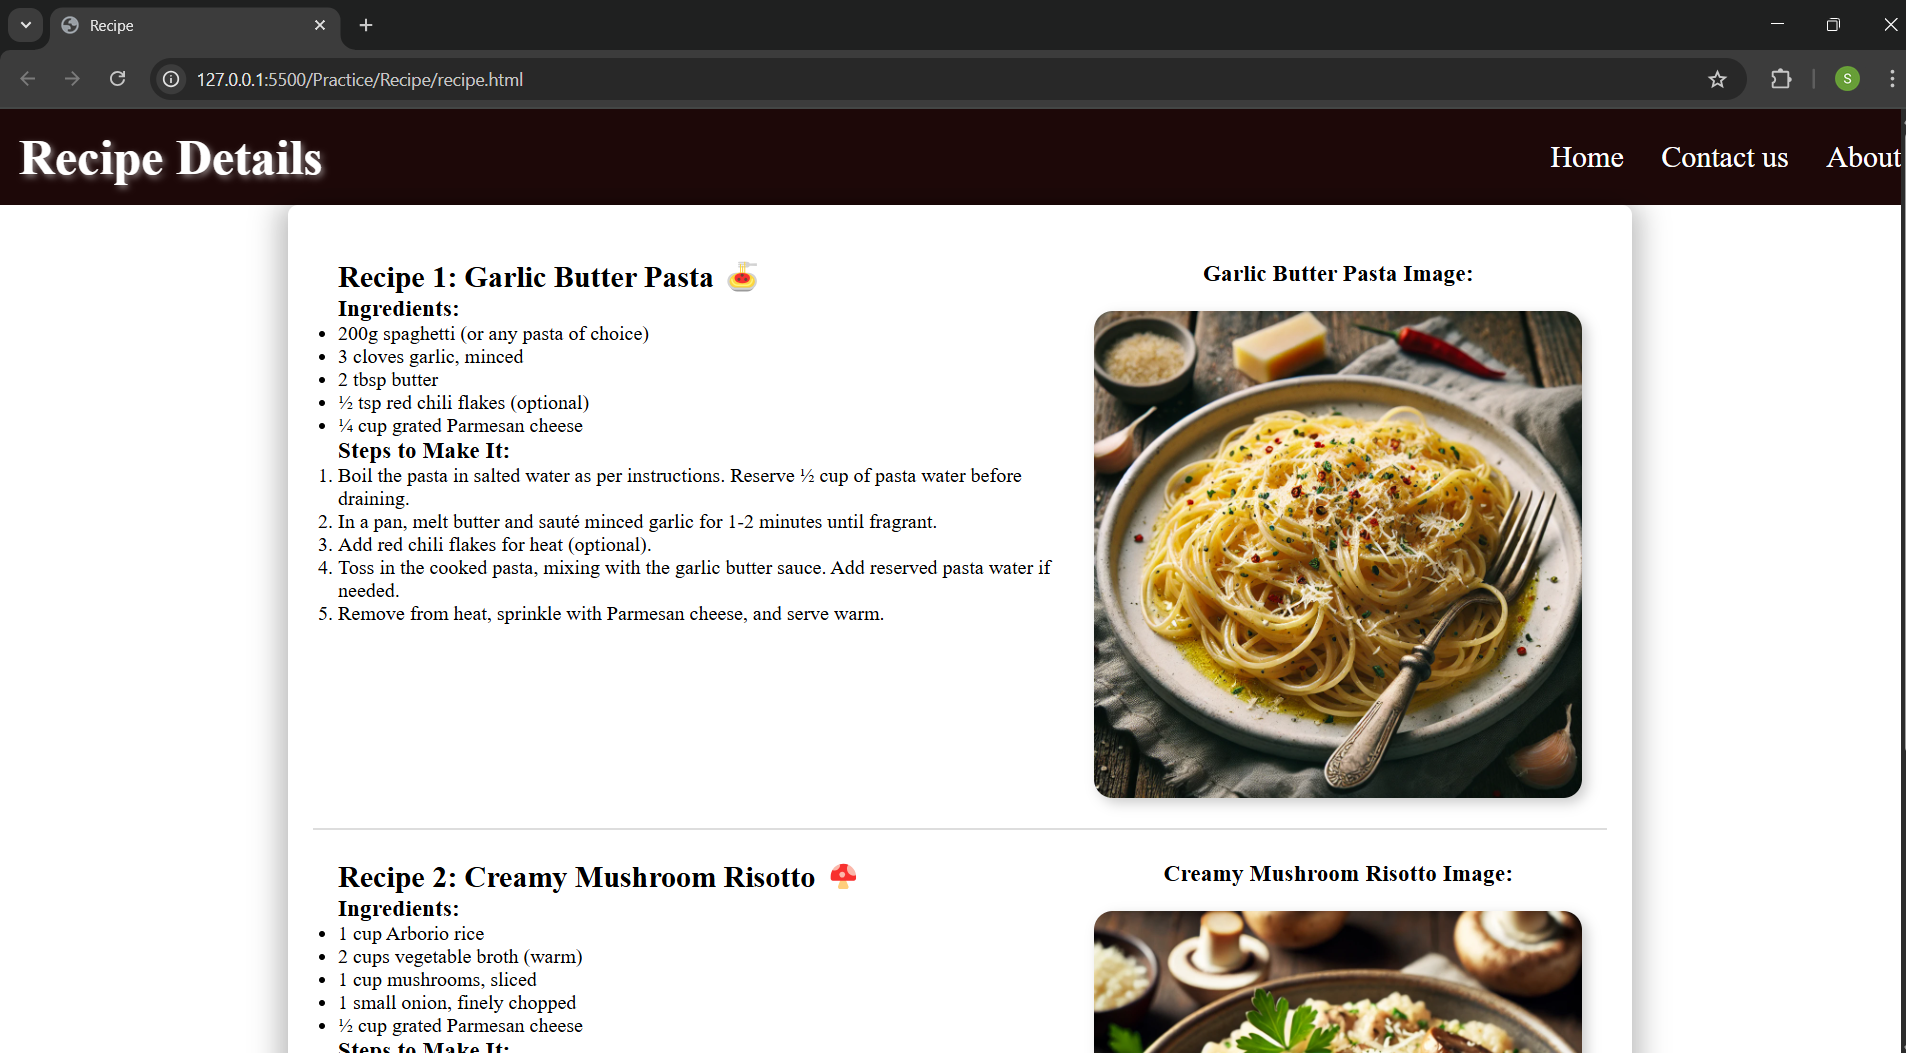 Recipe
127.0.0.1:5500/Practice/Recipe/recipe.html
S
Recipe Details
Home Contact us About
Recipe 1: Garlic Butter Pasta 🍝
Ingredients:
• 200g spaghetti (or any pasta of choice)
• 3 cloves garlic, minced
• 2 tbsp butter
• ½ tsp red chili flakes (optional)
• ¼ cup grated Parmesan cheese
Steps to Make It:
1. Boil the pasta in salted water as per instructions. Reserve ½ cup of pasta water before
draining.
2. In a pan, melt butter and sauté minced garlic for 1-2 minutes until fragrant.
3. Add red chili flakes for heat (optional).
4. Toss in the cooked pasta, mixing with the garlic butter sauce. Add reserved pasta water if
needed.
5. Remove from heat, sprinkle with Parmesan cheese, and serve warm.
Garlic Butter Pasta Image:
Recipe 2: Creamy Mushroom Risotto 🍄
Ingredients:
• 1 cup Arborio rice
• 2 cups vegetable broth (warm)
• 1 cup mushrooms, sliced
• 1 small onion, finely chopped
• ½ cup grated Parmesan cheese
Steps to Make It:
Creamy Mushroom Risotto Image: